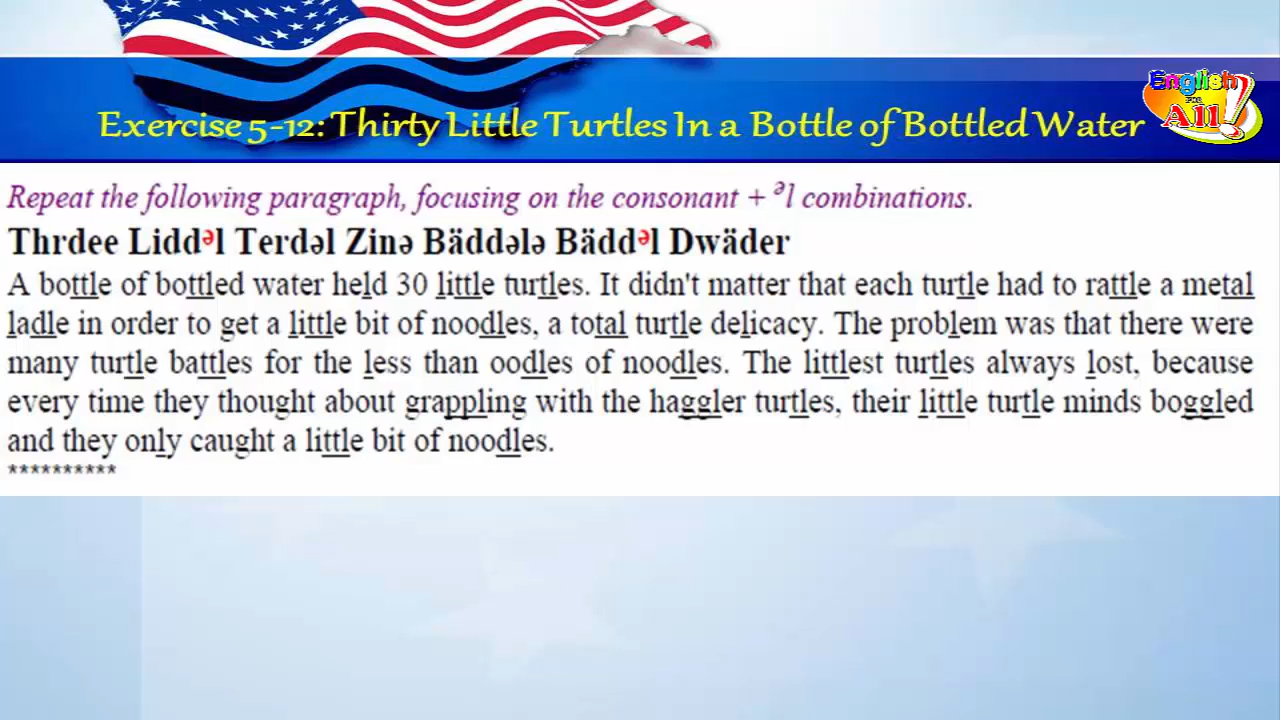 English
FOR
All!
Exercise 5-12: Thirty Little Turtles In a Bottle of Bottled Water
Repeat the following paragraph, focusing on the consonant + ᵊl combinations.
Thrdee Liddᵊl Terdəl Zinə Bäddələ Bäddᵊl Dwäder
A bottle of bottled water held 30 little turtles. It didn't matter that each turtle had to rattle a metal
ladle in order to get a little bit of noodles, a total turtle delicacy. The problem was that there were
many turtle battles for the less than oodles of noodles. The littlest turtles always lost, because
every time they thought about grappling with the haggler turtles, their little turtle minds boggled
and they only caught a little bit of noodles.
**********